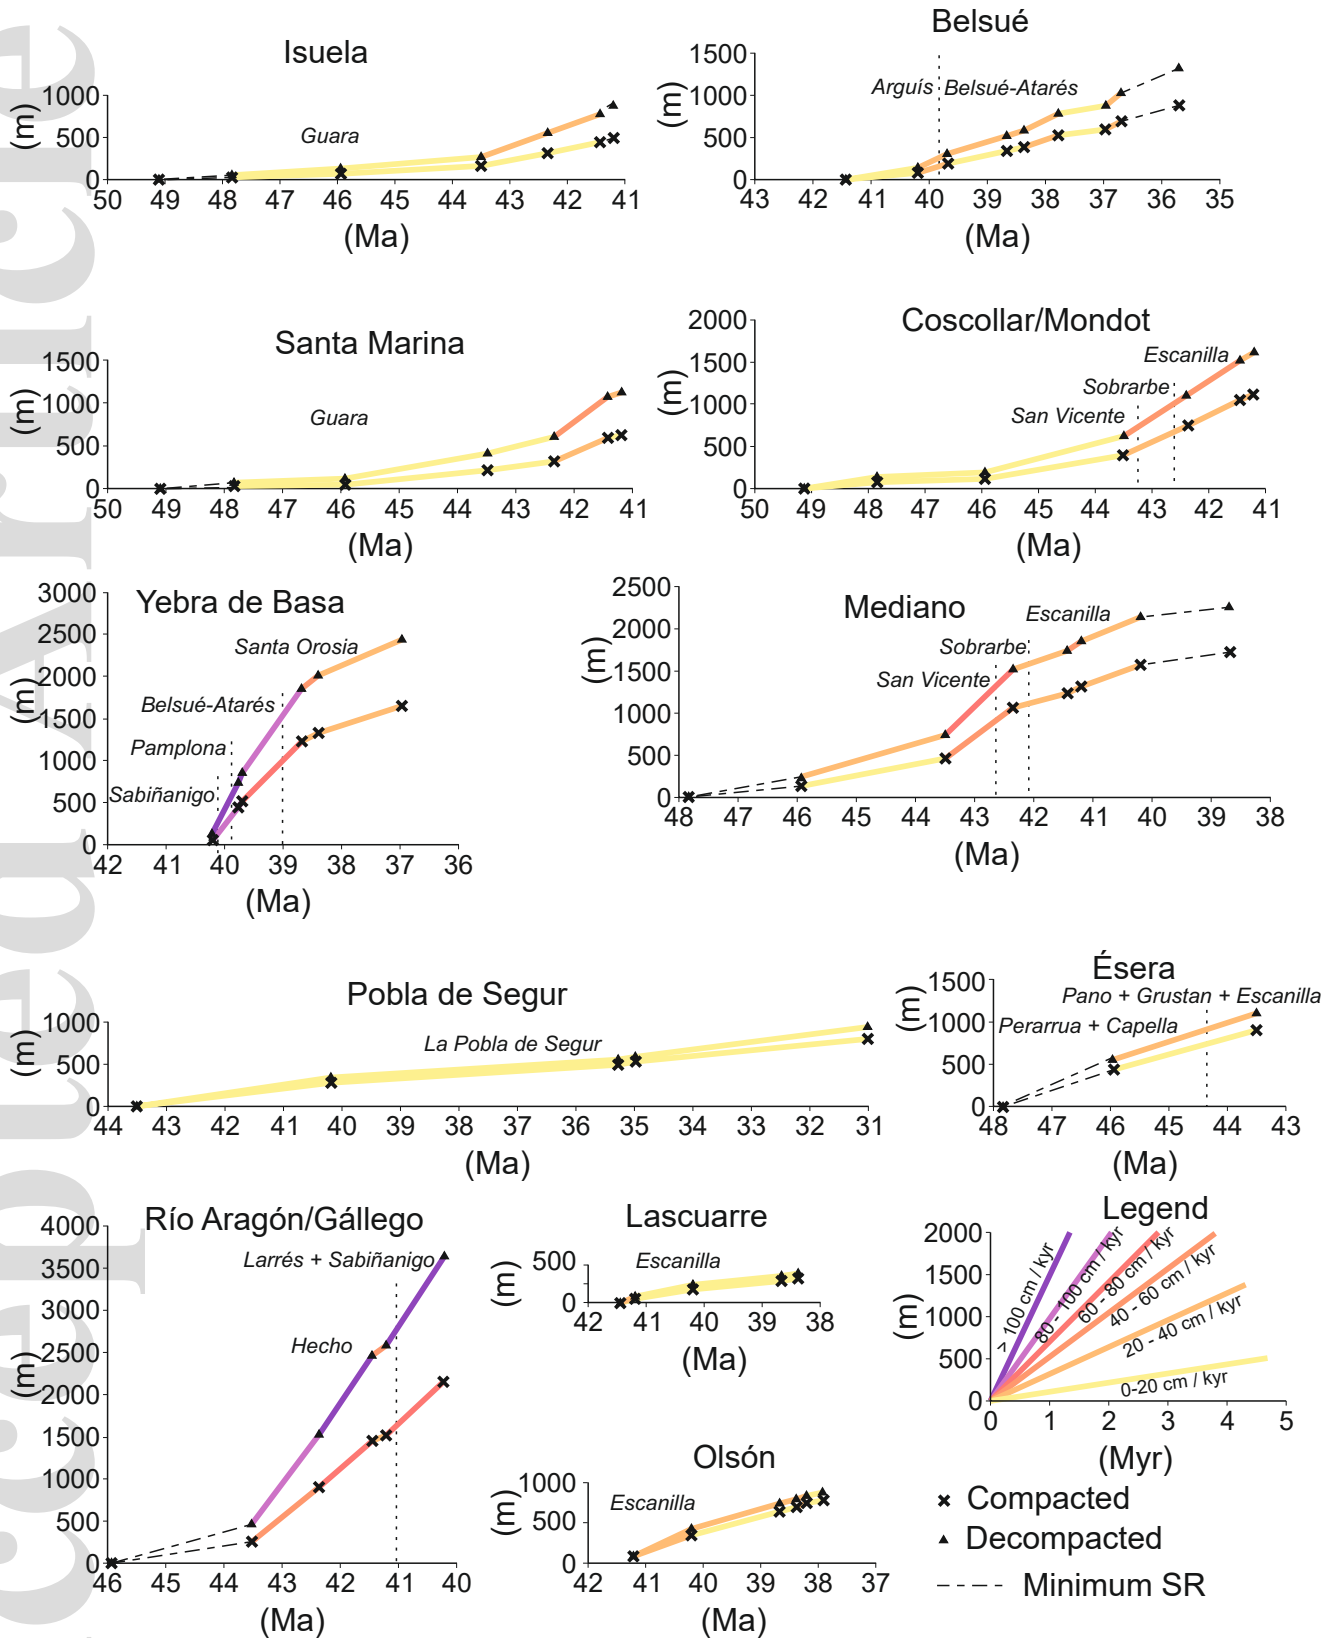 Accepted Article
Isuela
1000
500
0
(m)
Guara
50 49 48 47 46 45 44 43 42 41
(Ma)
Belsué
1500
1000
500
0
(m)
Arguís
Belsué-Atarés
43 42 41 40 39 38 37 36 35
(Ma)
Santa Marina
1500
1000
500
0
(m)
Guara
50 49 48 47 46 45 44 43 42 41
(Ma)
Coscollar/Mondot
2000
1500
1000
500
0
(m)
Escanilla
Sobrarbe
San Vicente
50 49 48 47 46 45 44 43 42 41
(Ma)
Yebra de Basa
3000
2500
2000
1500
1000
500
0
(m)
Santa Orosia
Belsué-Atarés
Pamplona
Sabiñanigo
42 41 40 39 38 37 36
(Ma)
Mediano
2500
2000
1500
1000
500
0
(m)
Escanilla
Sobrarbe
San Vicente
48 47 46 45 44 43 42 41 40 39 38
(Ma)
Pobla de Segur
1000
500
0
(m)
La Pobla de Segur
44 43 42 41 40 39 38 37 36 35 34 33 32 31
(Ma)
Ésera
1500
1000
500
0
(m)
Pano + Grustan + Escanilla
Perarrua + Capella
48 47 46 45 44 43
(Ma)
Río Aragón/Gállego
4000
3500
3000
2500
2000
1500
1000
500
0
(m)
Larrés + Sabiñanigo
Hecho
46 45 44 43 42 41 40
(Ma)
Lascuarre
500
0
(m)
Escanilla
42 41 40 39 38
(Ma)
Olsón
1000
500
0
(m)
Escanilla
42 41 40 39 38 37
(Ma)
Legend
2000
1500
1000
500
0
(m)
> 100 cm / kyr
80 - 100 cm / kyr
60 - 80 cm / kyr
40 - 60 cm / kyr
20 - 40 cm / kyr
0-20 cm / kyr
0 1 2 3 4 5
(Myr)
Compacted
Decompacted
Minimum SR